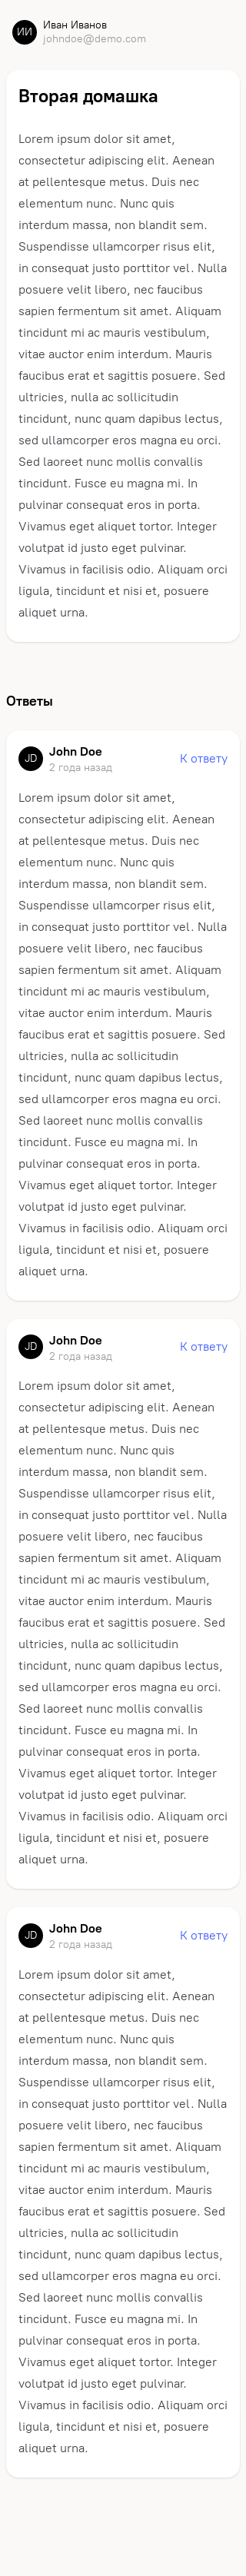 ИИ
Иван Иванов
johndoe@demo.com
Вторая домашка
Lorem ipsum dolor sit amet,
consectetur adipiscing elit. Aenean
at pellentesque metus. Duis nec
elementum nunc. Nunc quis
interdum massa, non blandit sem.
Suspendisse ullamcorper risus elit,
in consequat justo porttitor vel. Nulla
posuere velit libero, nec faucibus
sapien fermentum sit amet. Aliquam
tincidunt mi ac mauris vestibulum,
vitae auctor enim interdum. Mauris
faucibus erat et sagittis posuere. Sed
ultricies, nulla ac sollicitudin
tincidunt, nunc quam dapibus lectus,
sed ullamcorper eros magna eu orci.
Sed laoreet nunc mollis convallis
tincidunt. Fusce eu magna mi. In
pulvinar consequat eros in porta.
Vivamus eget aliquet tortor. Integer
volutpat id justo eget pulvinar.
Vivamus in facilisis odio. Aliquam orci
ligula, tincidunt et nisi et, posuere
aliquet urna.
Ответы
JD
John Doe
2 года назад
К ответу
Lorem ipsum dolor sit amet,
consectetur adipiscing elit. Aenean
at pellentesque metus. Duis nec
elementum nunc. Nunc quis
interdum massa, non blandit sem.
Suspendisse ullamcorper risus elit,
in consequat justo porttitor vel. Nulla
posuere velit libero, nec faucibus
sapien fermentum sit amet. Aliquam
tincidunt mi ac mauris vestibulum,
vitae auctor enim interdum. Mauris
faucibus erat et sagittis posuere. Sed
ultricies, nulla ac sollicitudin
tincidunt, nunc quam dapibus lectus,
sed ullamcorper eros magna eu orci.
Sed laoreet nunc mollis convallis
tincidunt. Fusce eu magna mi. In
pulvinar consequat eros in porta.
Vivamus eget aliquet tortor. Integer
volutpat id justo eget pulvinar.
Vivamus in facilisis odio. Aliquam orci
ligula, tincidunt et nisi et, posuere
aliquet urna.
JD
John Doe
2 года назад
К ответу
Lorem ipsum dolor sit amet,
consectetur adipiscing elit. Aenean
at pellentesque metus. Duis nec
elementum nunc. Nunc quis
interdum massa, non blandit sem.
Suspendisse ullamcorper risus elit,
in consequat justo porttitor vel. Nulla
posuere velit libero, nec faucibus
sapien fermentum sit amet. Aliquam
tincidunt mi ac mauris vestibulum,
vitae auctor enim interdum. Mauris
faucibus erat et sagittis posuere. Sed
ultricies, nulla ac sollicitudin
tincidunt, nunc quam dapibus lectus,
sed ullamcorper eros magna eu orci.
Sed laoreet nunc mollis convallis
tincidunt. Fusce eu magna mi. In
pulvinar consequat eros in porta.
Vivamus eget aliquet tortor. Integer
volutpat id justo eget pulvinar.
Vivamus in facilisis odio. Aliquam orci
ligula, tincidunt et nisi et, posuere
aliquet urna.
JD
John Doe
2 года назад
К ответу
Lorem ipsum dolor sit amet,
consectetur adipiscing elit. Aenean
at pellentesque metus. Duis nec
elementum nunc. Nunc quis
interdum massa, non blandit sem.
Suspendisse ullamcorper risus elit,
in consequat justo porttitor vel. Nulla
posuere velit libero, nec faucibus
sapien fermentum sit amet. Aliquam
tincidunt mi ac mauris vestibulum,
vitae auctor enim interdum. Mauris
faucibus erat et sagittis posuere. Sed
ultricies, nulla ac sollicitudin
tincidunt, nunc quam dapibus lectus,
sed ullamcorper eros magna eu orci.
Sed laoreet nunc mollis convallis
tincidunt. Fusce eu magna mi. In
pulvinar consequat eros in porta.
Vivamus eget aliquet tortor. Integer
volutpat id justo eget pulvinar.
Vivamus in facilisis odio. Aliquam orci
ligula, tincidunt et nisi et, posuere
aliquet urna.